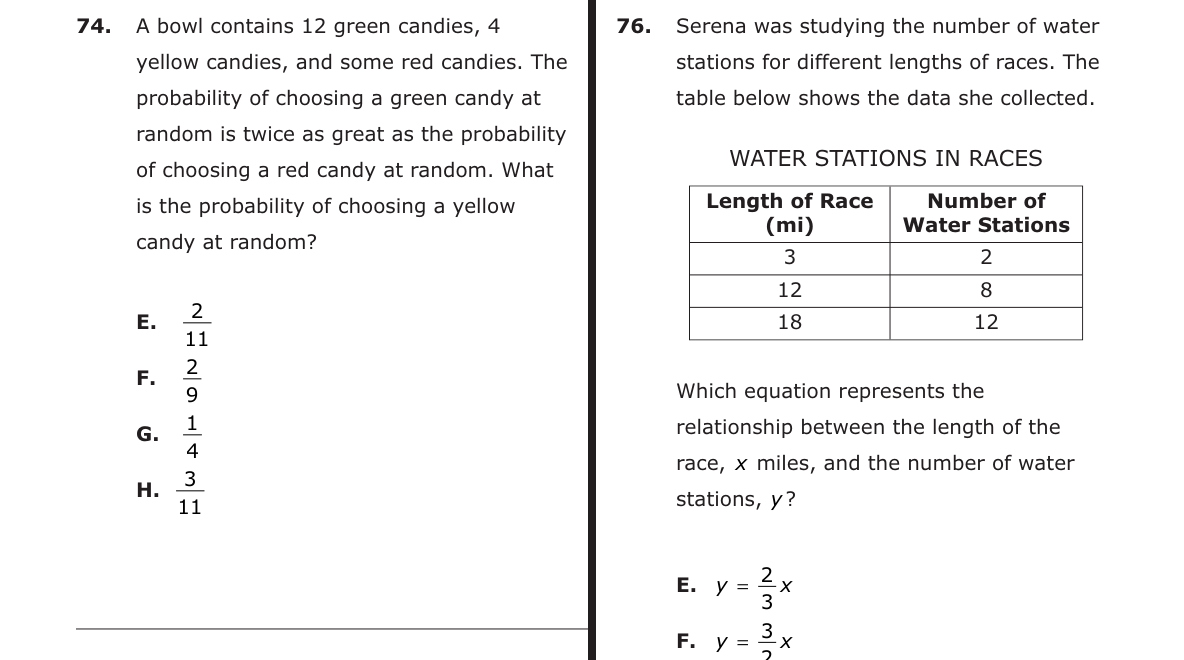 74. A bowl contains 12 green candies, 4
yellow candies, and some red candies. The
probability of choosing a green candy at
random is twice as great as the probability
of choosing a red candy at random. What
is the probability of choosing a yellow
candy at random?
E. 2/11
F. 2/9
G. 1/4
H. 3/11
76. Serena was studying the number of water
stations for different lengths of races. The
table below shows the data she collected.
WATER STATIONS IN RACES
Length of Race (mi) Number of Water Stations
3 2
12 8
18 12
Which equation represents the
relationship between the length of the
race, x miles, and the number of water
stations, y?
E. y = 2/3 x
F. y = 3/2 x